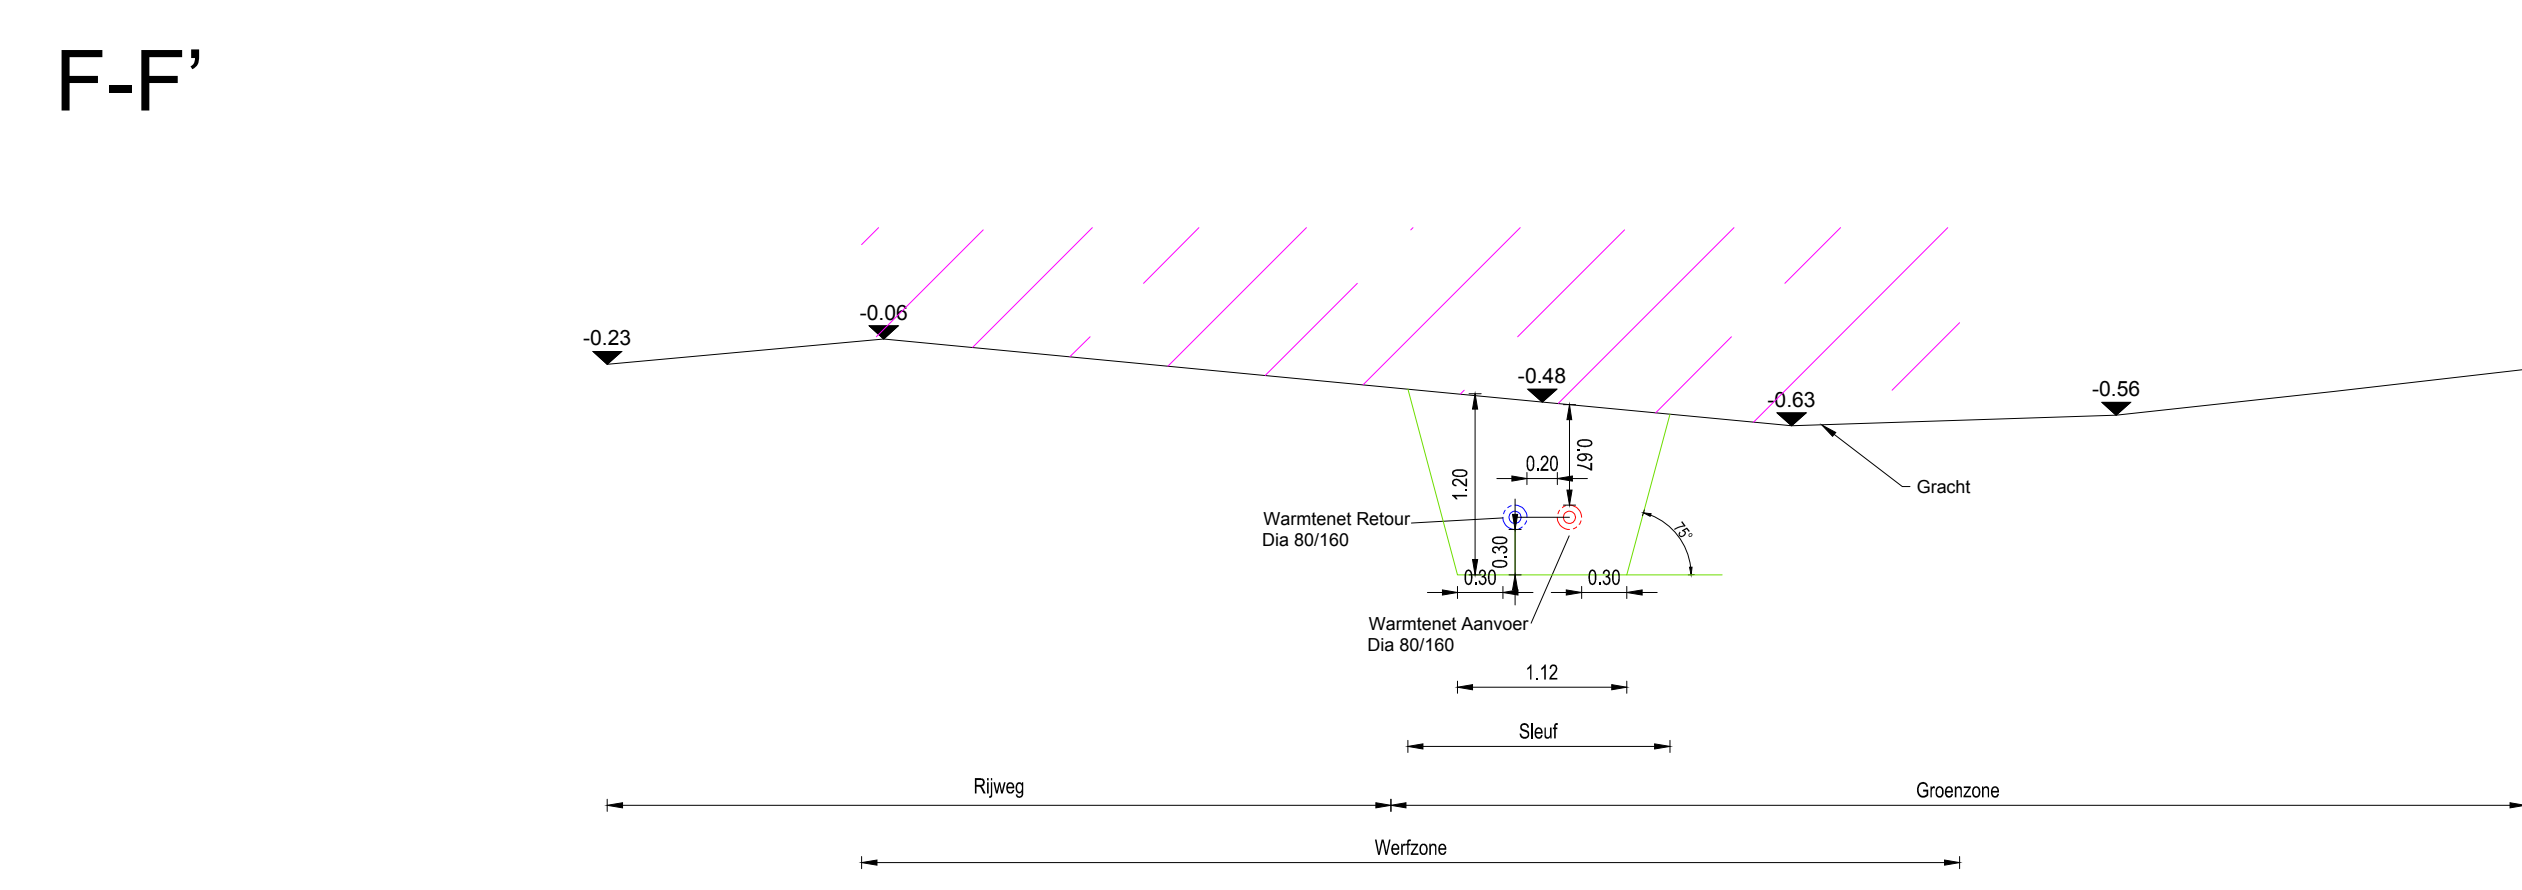 F-F’
-0.06
-0.23
-0.48
-0.56
-0.63
0.67
0.20
1.20
Gracht
Warmtenet Retour
Dia 80/160
75°
0.30
0.30
0.30
Warmtenet Aanvoer
Dia 80/160
1.12
Sleuf
Rijweg
Groenzone
Werfzone